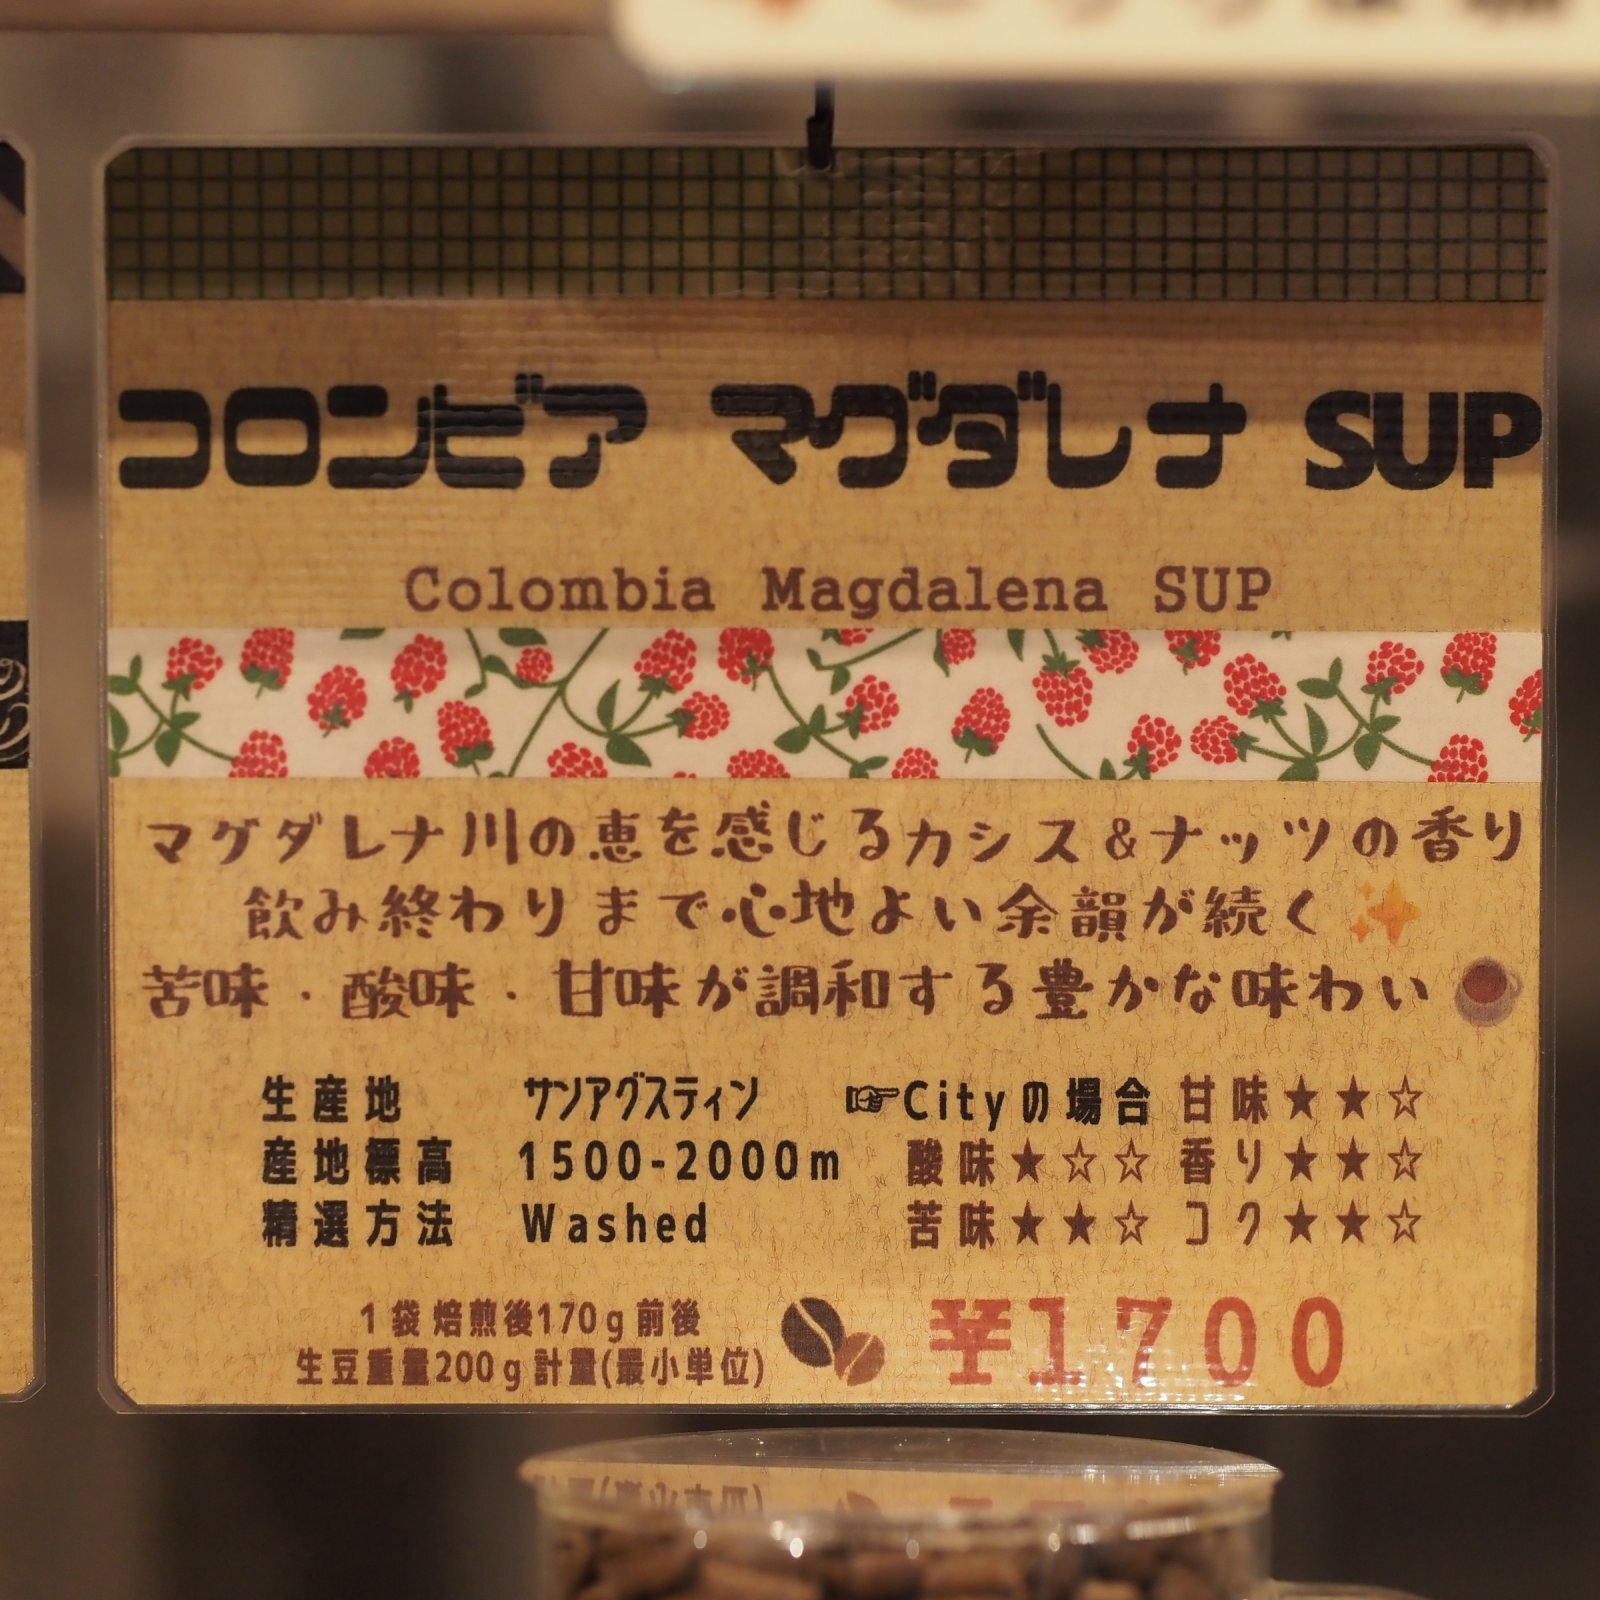 コロンビア マグダレナ SUP
Colombia Magdalena SUP
マグダレナ川の恵を感じるカシス&ナッツの香り
飲み終わりまで心地よい余韻が続く✨
苦味・酸味・甘味が調和する豊かな味わい☕
生産地 サンアグスティン ☞Cityの場合 甘味★★☆
産地標高 1500-2000m 酸味★☆☆ 香り★★☆
精選方法 Washed 苦味★★☆ コク★★☆
1袋 焙煎後170g前後
生豆重量200g計量(最小単位)
¥1700